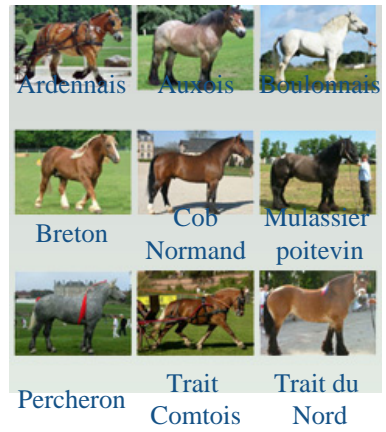 Ardennais
Auxois
Boulonnais
Breton
Cob
Normand
Mulassier
poitevin
Percheron
Trait
Comtois
Trait du
Nord